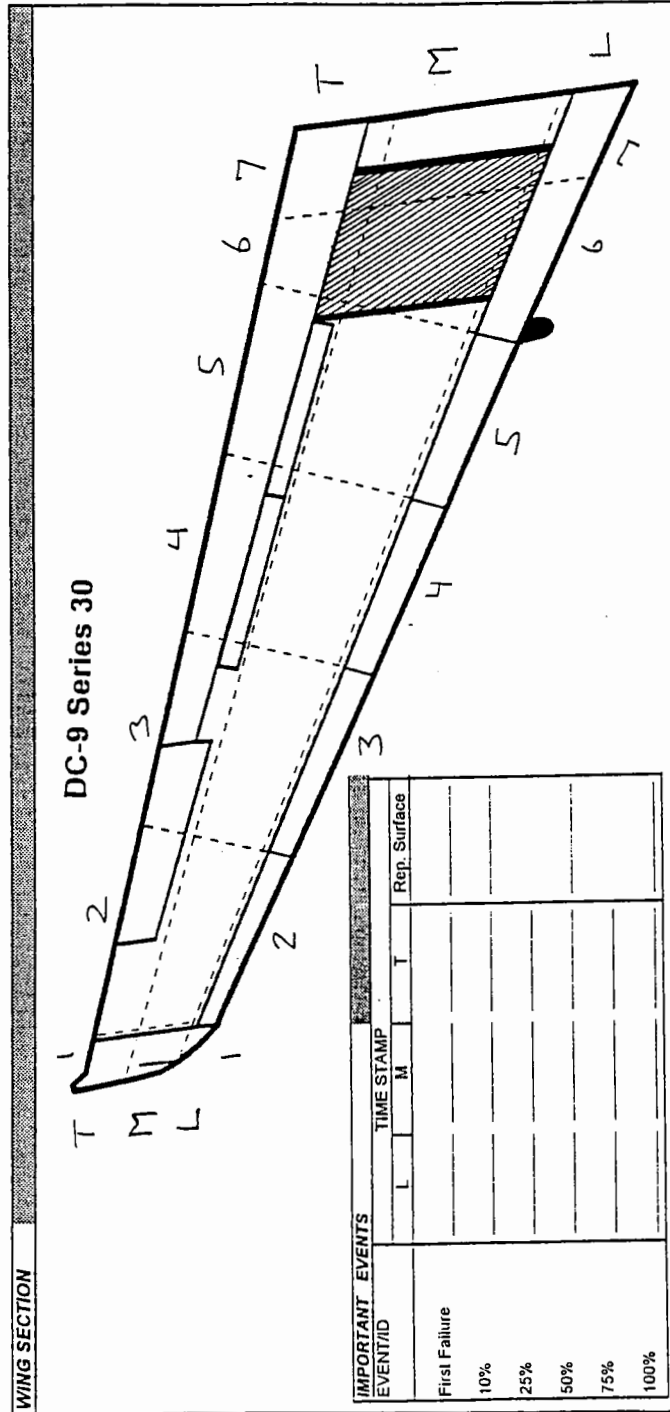 WING SECTION
DC-9 Series 30
T M L
1 2 3 4 5 6 7
1 2 3 4 5 6 7
T M L
IMPORTANT EVENTS
EVENT/ID TIME STAMP
L M T Rep. Surface
First Failure
10%
25%
50%
75%
100%